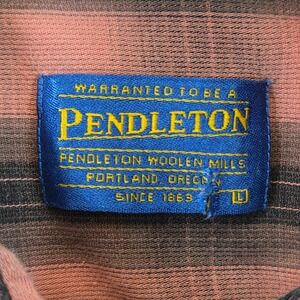 WARRANTED TO BE A
PENDLETON
PENDLETON WOOLEN MILLS
PORTLAND, OREGON
SINCE 1863 L